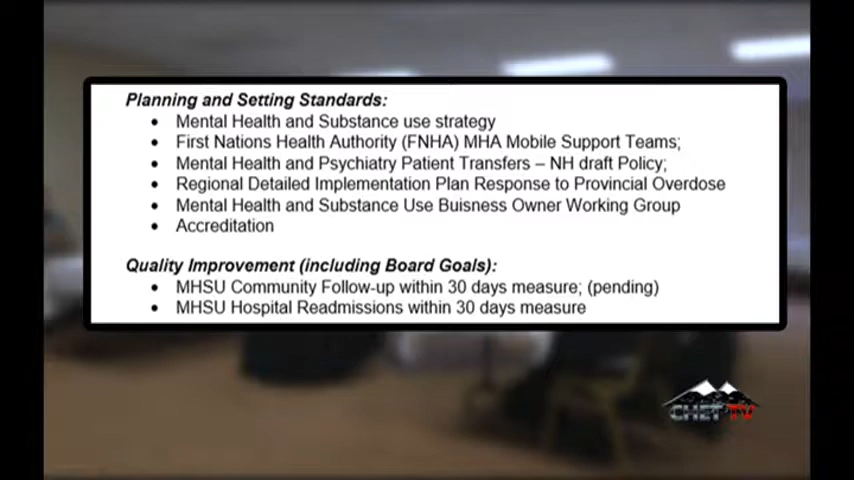 Planning and Setting Standards:
• Mental Health and Substance use strategy
• First Nations Health Authority (FNHA) MHA Mobile Support Teams;
• Mental Health and Psychiatry Patient Transfers – NH draft Policy;
• Regional Detailed Implementation Plan Response to Provincial Overdose
• Mental Health and Substance Use Buisness Owner Working Group
• Accreditation
Quality Improvement (including Board Goals):
• MHSU Community Follow-up within 30 days measure; (pending)
• MHSU Hospital Readmissions within 30 days measure
CHET TV